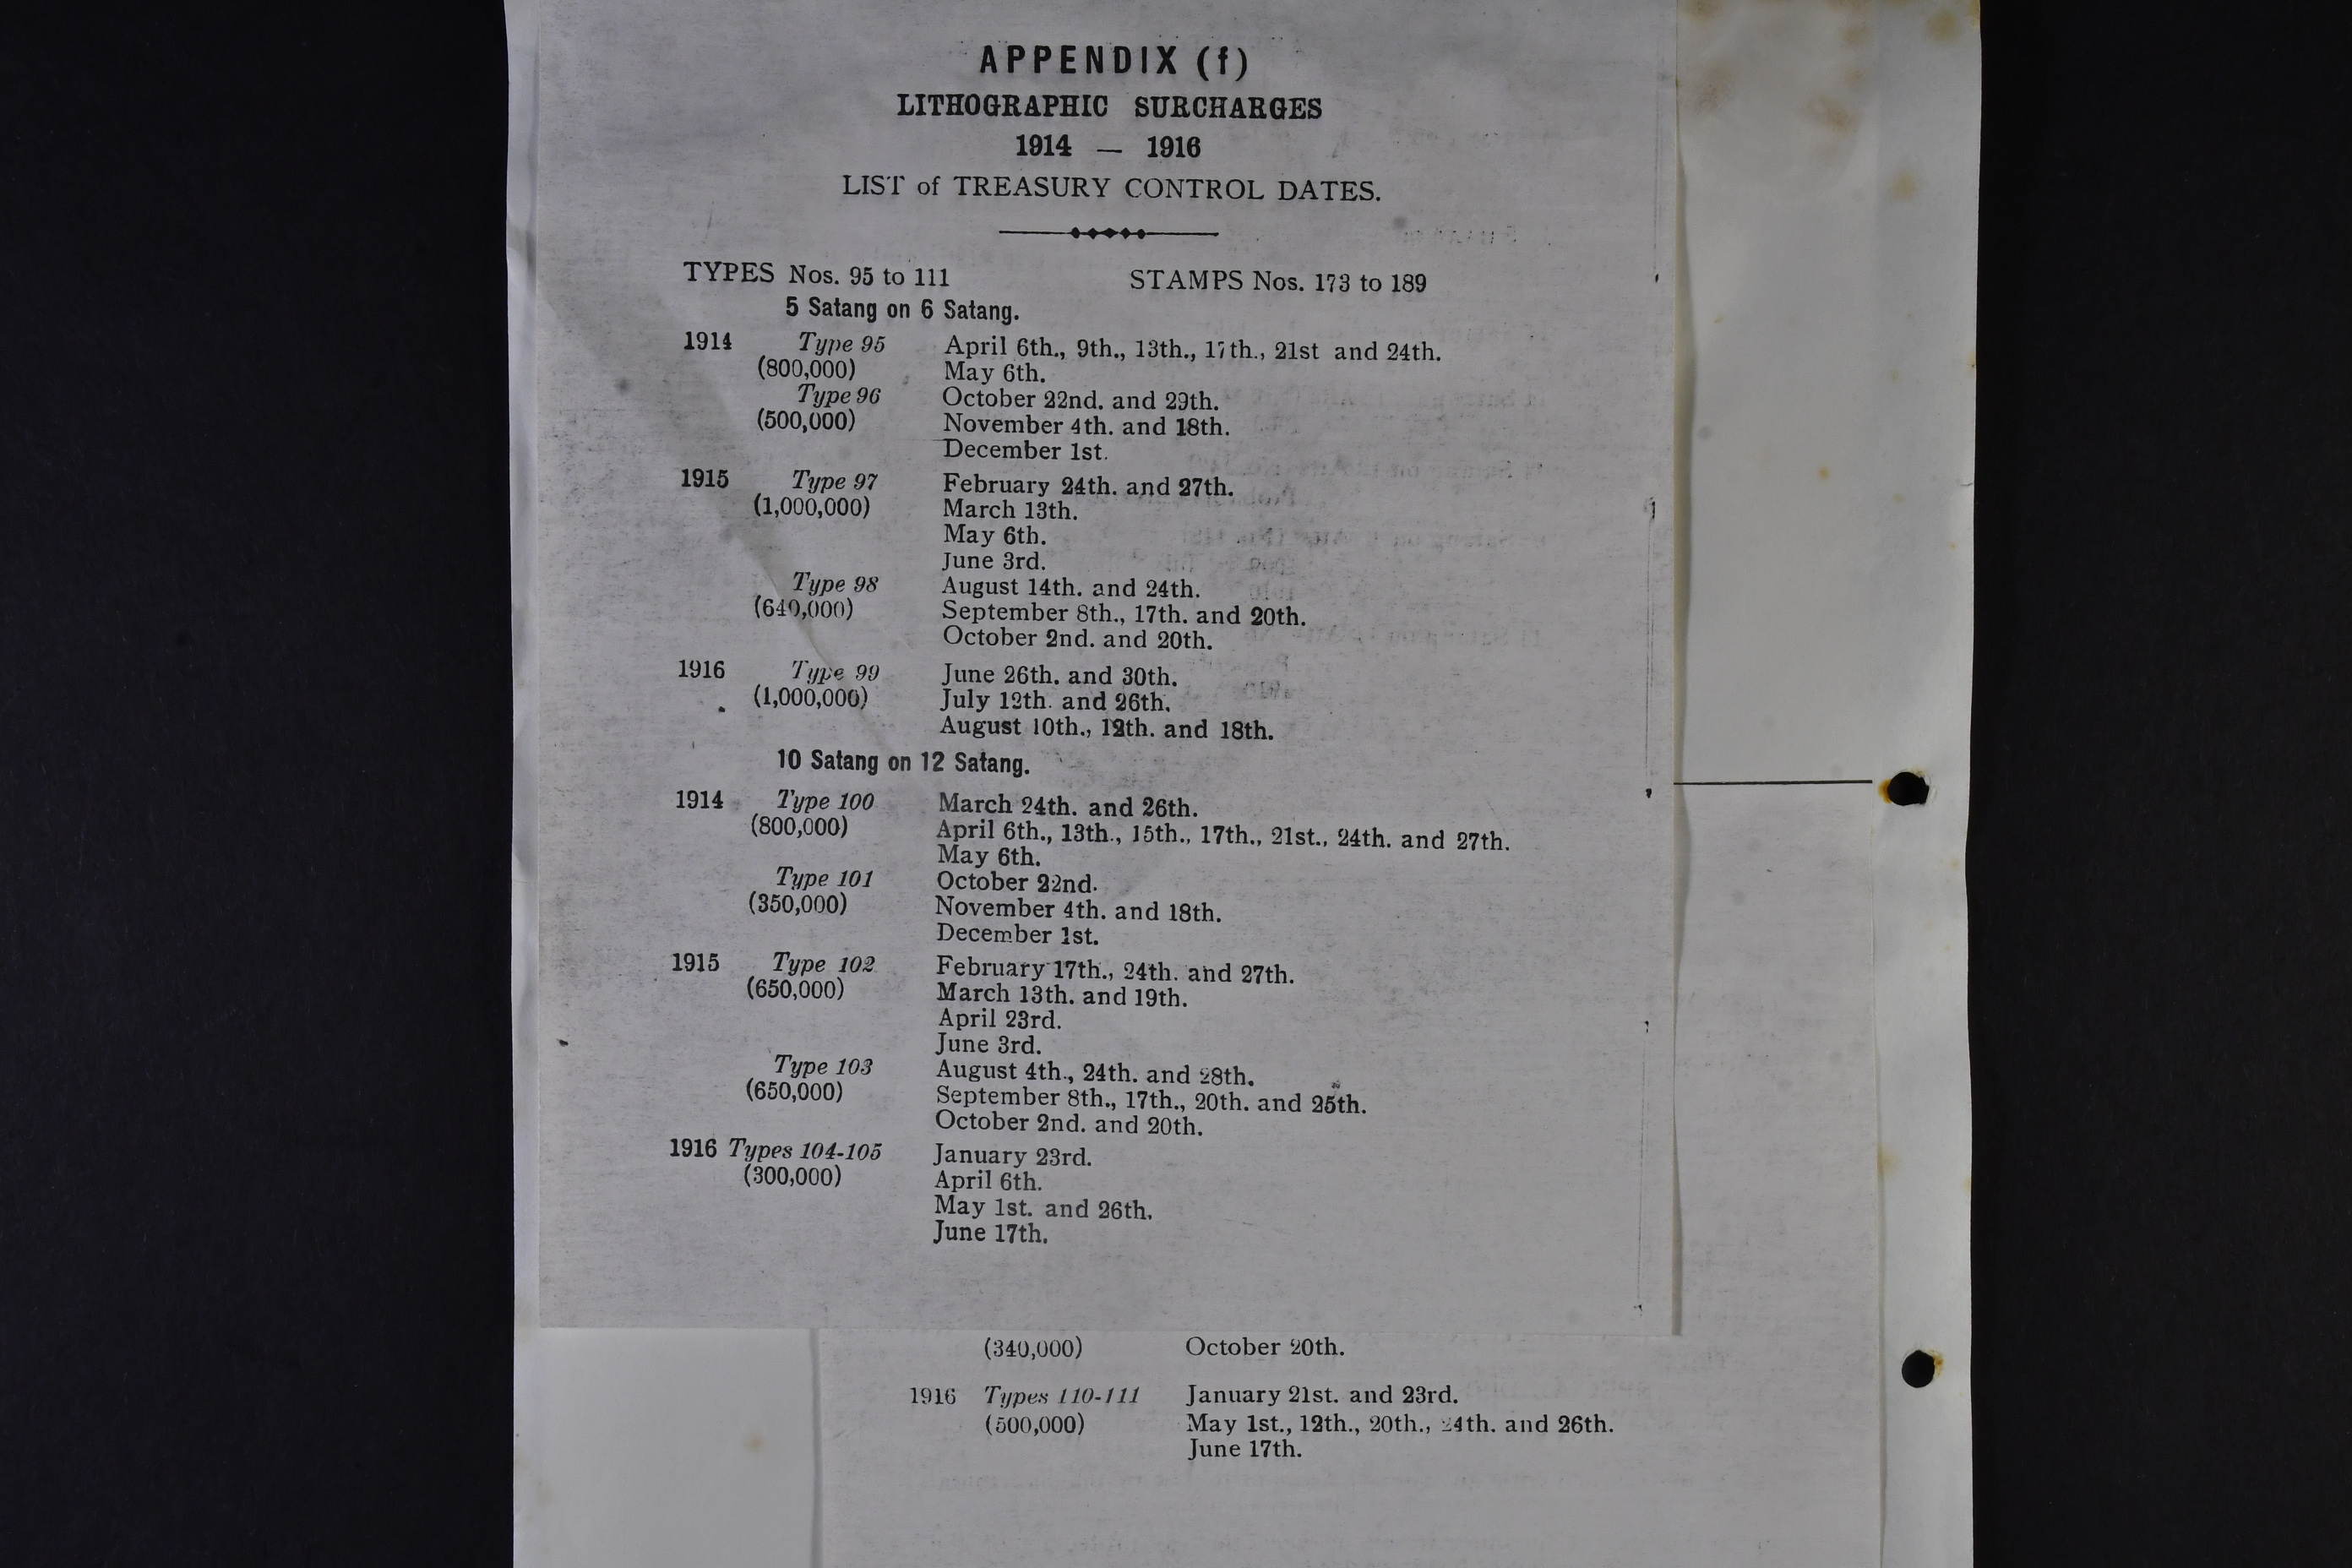 APPENDIX (f)
LITHOGRAPHIC SURCHARGES
1914 — 1916
LIST of TREASURY CONTROL DATES.
TYPES Nos. 95 to 111 STAMPS Nos. 173 to 189
5 Satang on 6 Satang.
1914 Type 95 April 6th., 9th., 13th., 17th., 21st and 24th.
(800,000) May 6th.
Type 96 October 22nd. and 29th.
(500,000) November 4th. and 18th.
December 1st.
1915 Type 97 February 24th. and 27th.
(1,000,000) March 13th.
May 6th.
June 3rd.
Type 98 August 14th. and 24th.
(640,000) September 8th., 17th. and 20th.
October 2nd. and 20th.
1916 Type 99 June 26th. and 30th.
(1,000,000) July 12th. and 26th.
August 10th., 12th. and 18th.
10 Satang on 12 Satang.
1914 Type 100 March 24th. and 26th.
(800,000) April 6th., 13th., 15th., 17th., 21st., 24th. and 27th.
May 6th.
Type 101 October 22nd.
(350,000) November 4th. and 18th.
December 1st.
1915 Type 102 February 17th., 24th. and 27th.
(650,000) March 13th. and 19th.
April 23rd.
June 3rd.
Type 103 August 4th., 24th. and 28th.
(650,000) September 8th., 17th., 20th. and 25th.
October 2nd. and 20th.
1916 Types 104-105 January 23rd.
(300,000) April 6th.
May 1st. and 26th.
June 17th.
(340,000) October 20th.
1916 Types 110-111 January 21st. and 23rd.
(500,000) May 1st., 12th., 20th., 24th. and 26th.
June 17th.